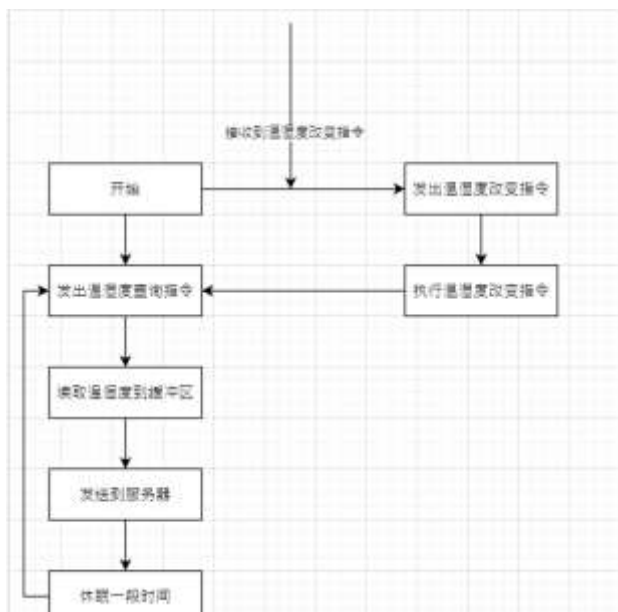 接收到温湿度改变指令
开始
发出温湿度改变指令
发出温湿度查询指令
执行温湿度改变指令
读取温湿度到缓冲区
发送到服务器
休眠一段时间